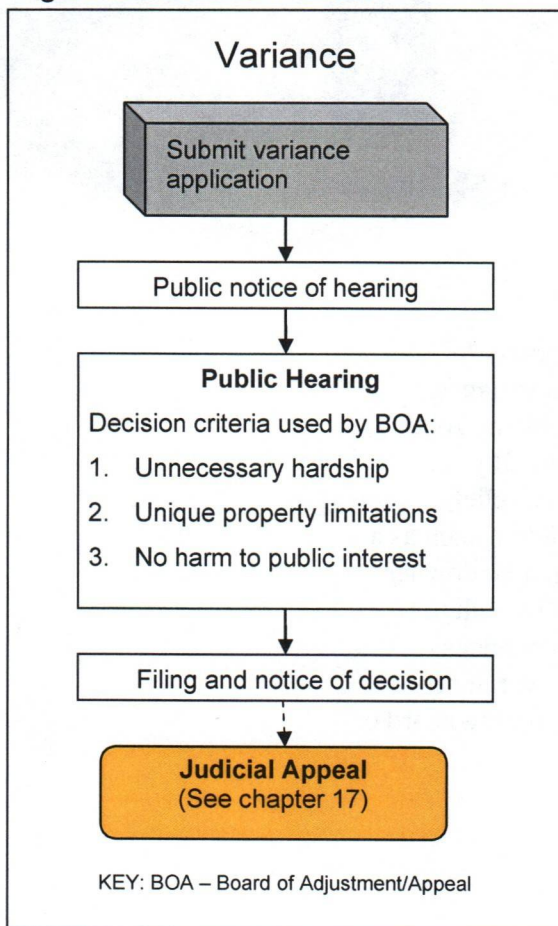 Variance
Submit variance
application
Public notice of hearing
Public Hearing
Decision criteria used by BOA:
1. Unnecessary hardship
2. Unique property limitations
3. No harm to public interest
Filing and notice of decision
Judicial Appeal
(See chapter 17)
KEY: BOA – Board of Adjustment/Appeal